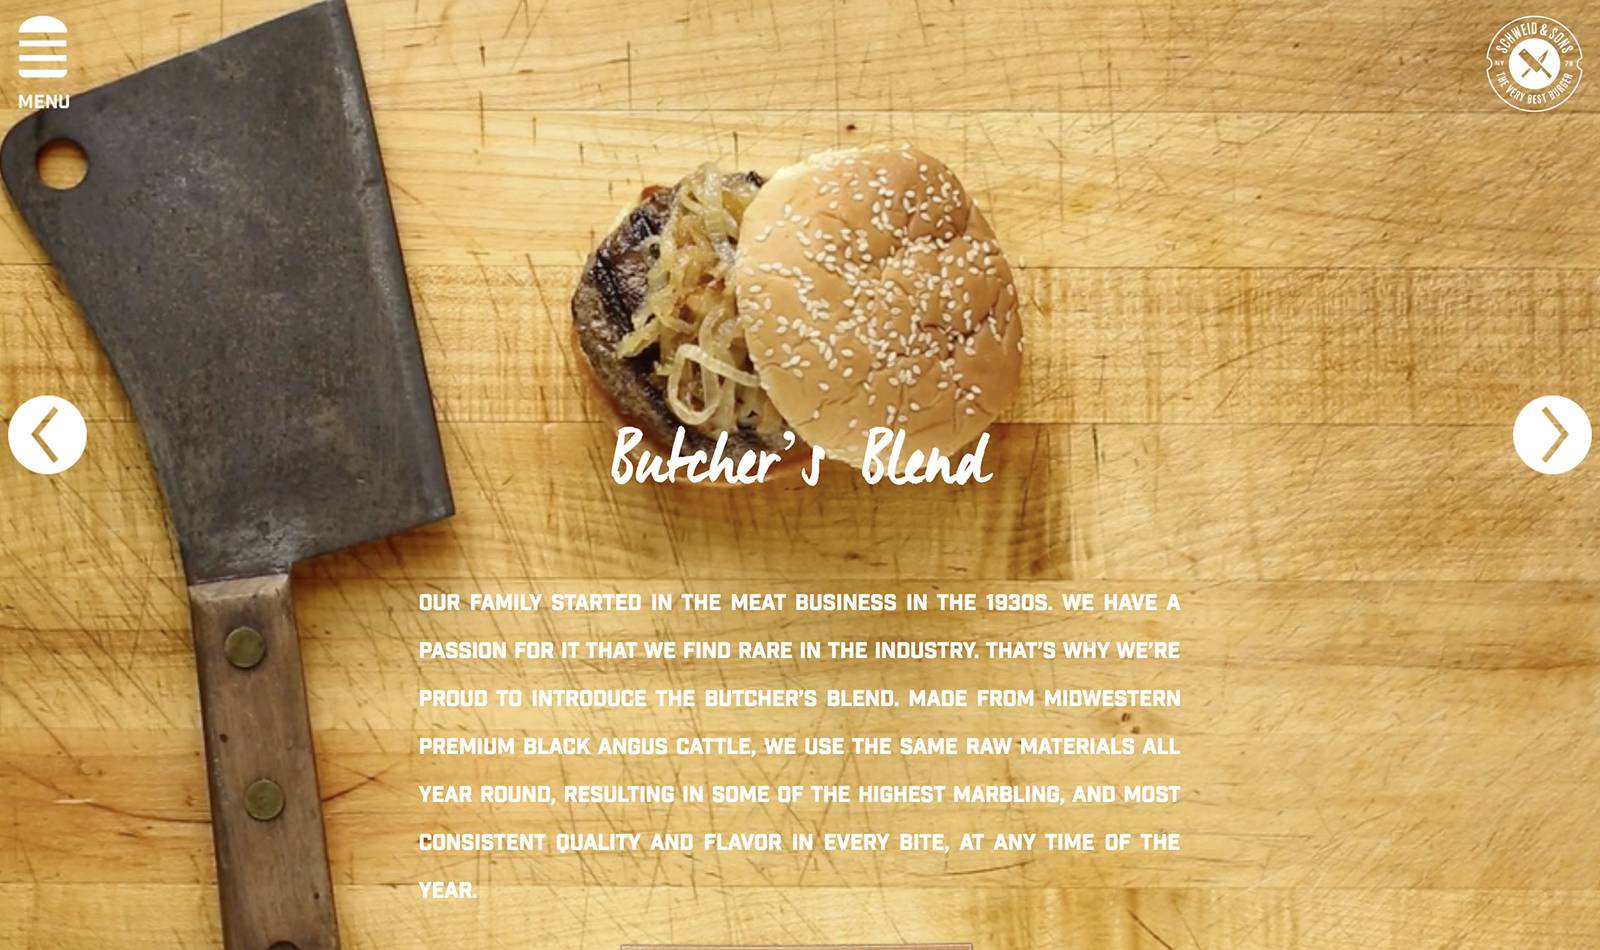 MENU
SCHWEID & SONS
NY 78
THE VERY BEST BURGER
Butcher's Blend
OUR FAMILY STARTED IN THE MEAT BUSINESS IN THE 1930S. WE HAVE A
PASSION FOR IT THAT WE FIND RARE IN THE INDUSTRY. THAT'S WHY WE'RE
PROUD TO INTRODUCE THE BUTCHER'S BLEND. MADE FROM MIDWESTERN
PREMIUM BLACK ANGUS CATTLE, WE USE THE SAME RAW MATERIALS ALL
YEAR ROUND, RESULTING IN SOME OF THE HIGHEST MARBLING, AND MOST
CONSISTENT QUALITY AND FLAVOR IN EVERY BITE, AT ANY TIME OF THE
YEAR.